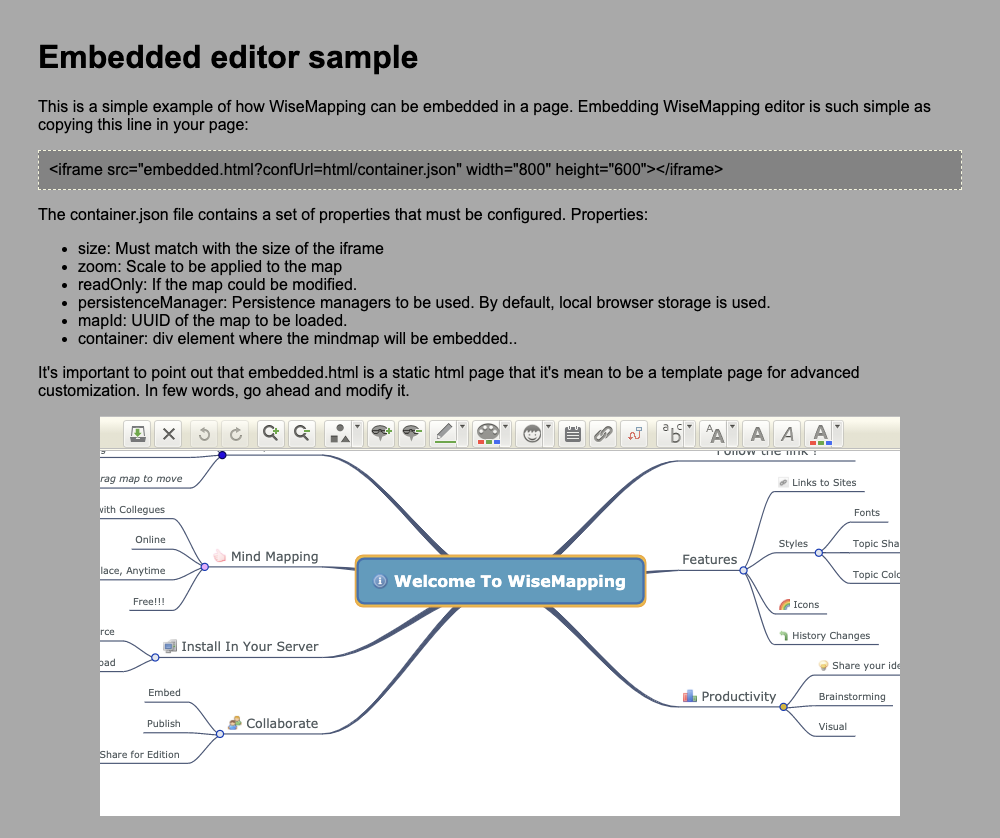 Embedded editor sample
This is a simple example of how WiseMapping can be embedded in a page. Embedding WiseMapping editor is such simple as
copying this line in your page:
<iframe src="embedded.html?confUrl=html/container.json" width="800" height="600"></iframe>
The container.json file contains a set of properties that must be configured. Properties:
• size: Must match with the size of the iframe
• zoom: Scale to be applied to the map
• readOnly: If the map could be modified.
• persistenceManager: Persistence managers to be used. By default, local browser storage is used.
• mapId: UUID of the map to be loaded.
• container: div element where the mindmap will be embedded..
It's important to point out that embedded.html is a static html page that it's mean to be a template page for advanced
customization. In few words, go ahead and modify it.
abc
AA
A
A
A
Follow the link !
rag map to move
with Collegues
Online
lace, Anytime
Free!!!
Mind Mapping
rce
oad
Install In Your Server
Embed
Publish
Share for Edition
Collaborate
Welcome To WiseMapping
Links to Sites
Fonts
Styles
Topic Sha
Topic Colo
Features
Icons
History Changes
Share your ide
Productivity
Brainstorming
Visual